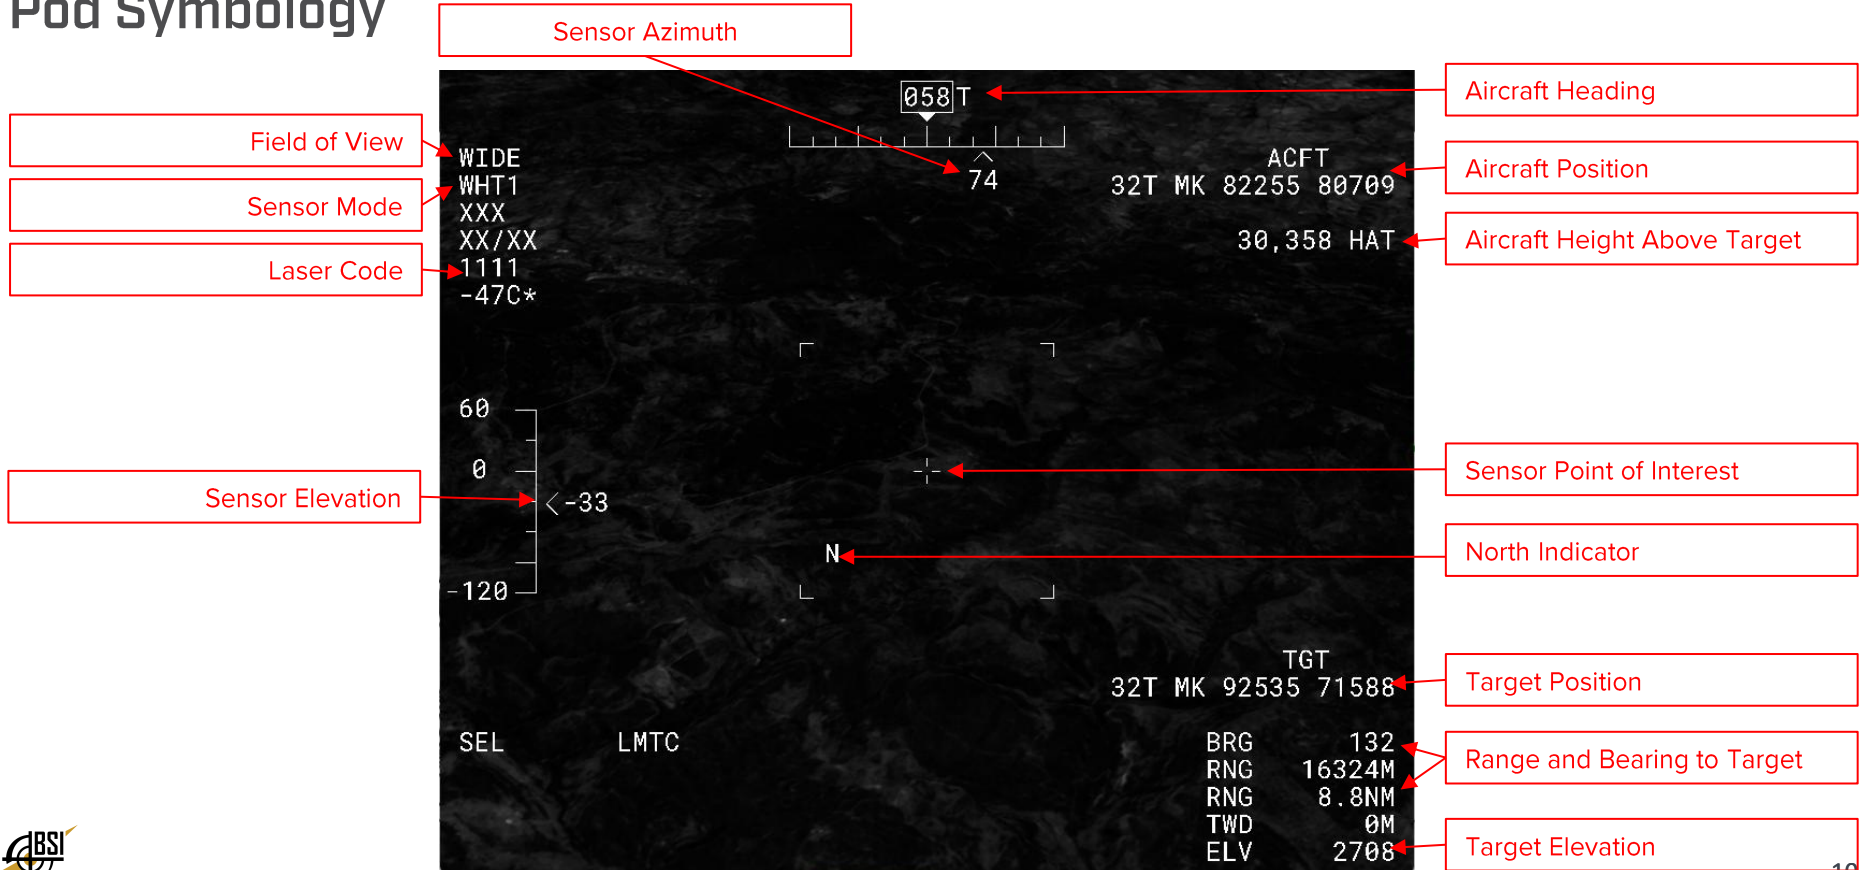 Pod Symbology
Sensor Azimuth
Aircraft Heading
Field of View
Sensor Mode
Laser Code
Aircraft Position
Aircraft Height Above Target
058T
74
WIDE
WHT1
XXX
XX/XX
1111
-47C*
ACFT
32T MK 82255 80709
30,358 HAT
60
0
-120
<-33
Sensor Elevation
Sensor Point of Interest
N
North Indicator
TGT
32T MK 92535 71588
Target Position
SEL
LMTC
BRG 132
RNG 16324M
RNG 8.8NM
TWD 0M
ELV 2708
Range and Bearing to Target
Target Elevation
BSI